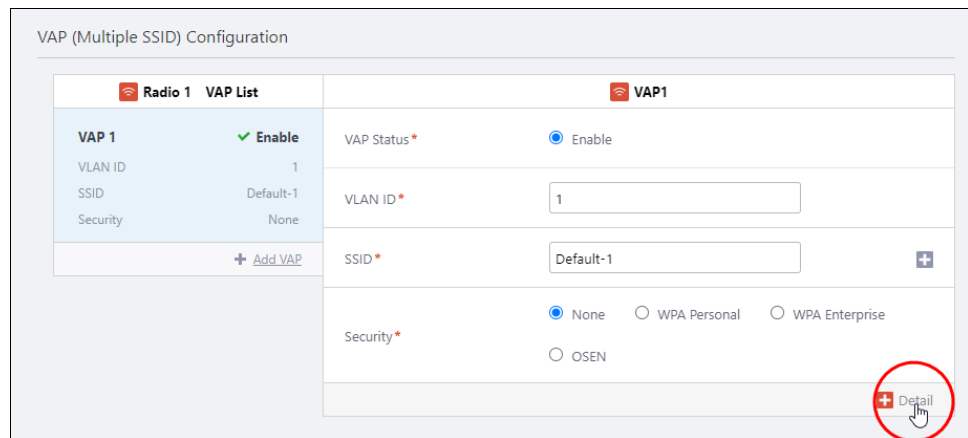 VAP (Multiple SSID) Configuration
Radio 1 VAP List
VAP1
VAP 1 Enable
VLAN ID 1
SSID Default-1
Security None
+ Add VAP
VAP Status* Enable
VLAN ID* 1
SSID* Default-1
Security* None WPA Personal WPA Enterprise
OSEN
Detail